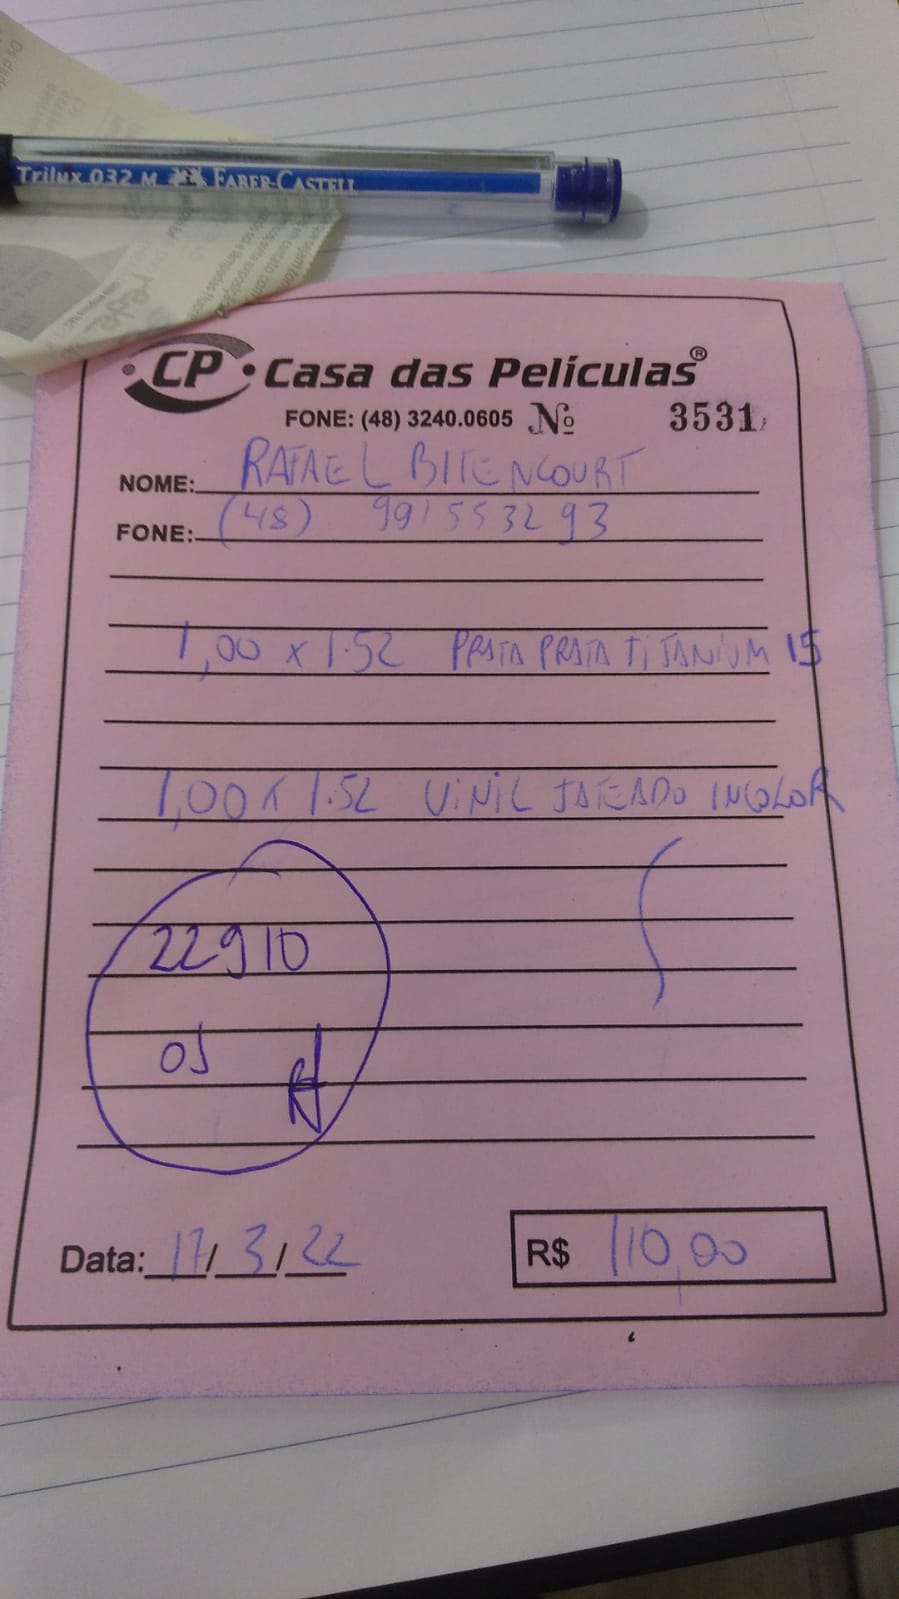 Trilux 032 M FABER-CASTELL
CP Casa das Películas®
FONE: (48) 3240.0605 Nº 3531
NOME: RAFAEL BITENCOURT
FONE: (48) 991553293
1,00 x 1.52 PRATA PRATA TITANIUM 15
1,00 x 1.52 VINIL JATEADO INCOLOR
22910
Data: 17/3/22
R$ 110,00